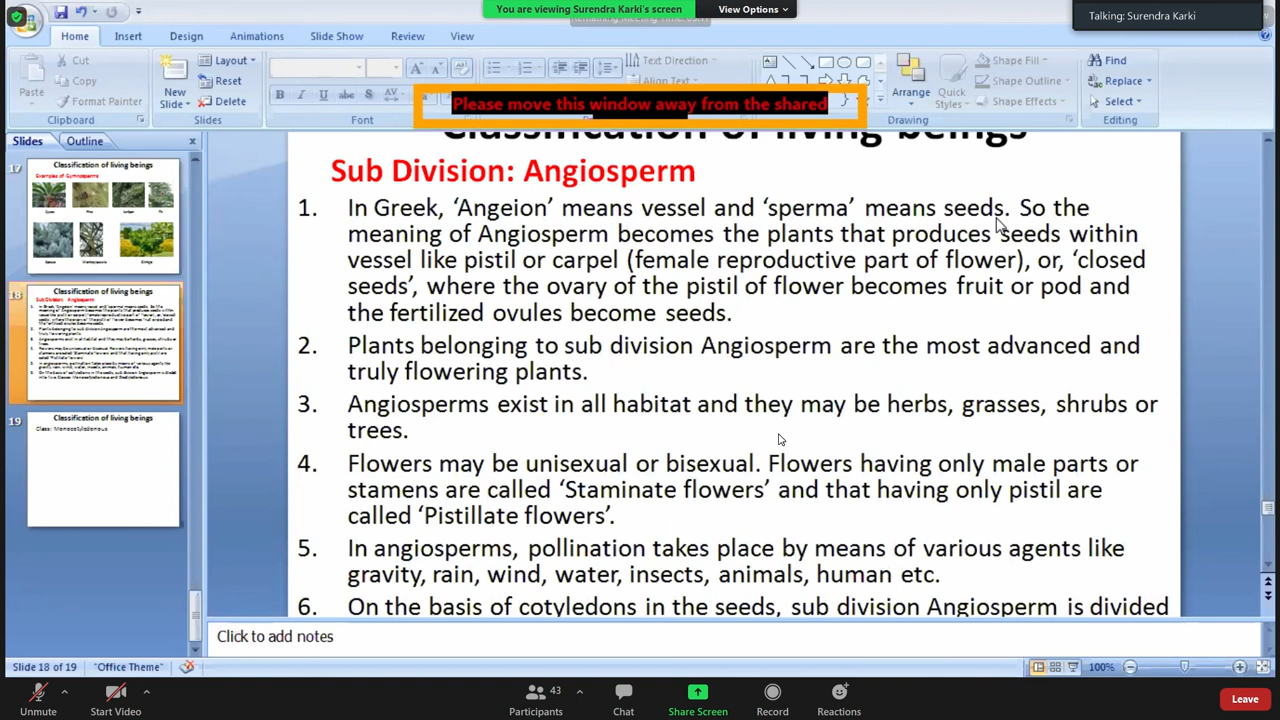 You are viewing Surendra Karki's screen
View Options
Talking: Surendra Karki
Home
Insert
Design
Animations
Slide Show
Review
View
Cut
Copy
Format Painter
Paste
Clipboard
New
Slide
Layout
Reset
Delete
Slides
Font
Text Direction
Align Text
Please move this window away from the shared
Arrange
Quick
Styles
Shape Fill
Shape Outline
Shape Effects
Drawing
Find
Replace
Select
Editing
Slides
Outline
17
Classification of living beings
Examples of Gymnosperms
18
Classification of living beings
Sub Division: Angiosperm
19
Classification of living beings
Class: Monocotyledonous
Classification of living beings
Sub Division: Angiosperm
1. In Greek, ‘Angeion’ means vessel and ‘sperma’ means seeds. So the
meaning of Angiosperm becomes the plants that produces seeds within
vessel like pistil or carpel (female reproductive part of flower), or, ‘closed
seeds’, where the ovary of the pistil of flower becomes fruit or pod and
the fertilized ovules become seeds.
2. Plants belonging to sub division Angiosperm are the most advanced and
truly flowering plants.
3. Angiosperms exist in all habitat and they may be herbs, grasses, shrubs or
trees.
4. Flowers may be unisexual or bisexual. Flowers having only male parts or
stamens are called ‘Staminate flowers’ and that having only pistil are
called ‘Pistillate flowers’.
5. In angiosperms, pollination takes place by means of various agents like
gravity, rain, wind, water, insects, animals, human etc.
6. On the basis of cotyledons in the seeds, sub division Angiosperm is divided
Click to add notes
Slide 18 of 19
"Office Theme"
100%
Unmute
Start Video
43
Participants
Chat
Share Screen
Record
Reactions
Leave